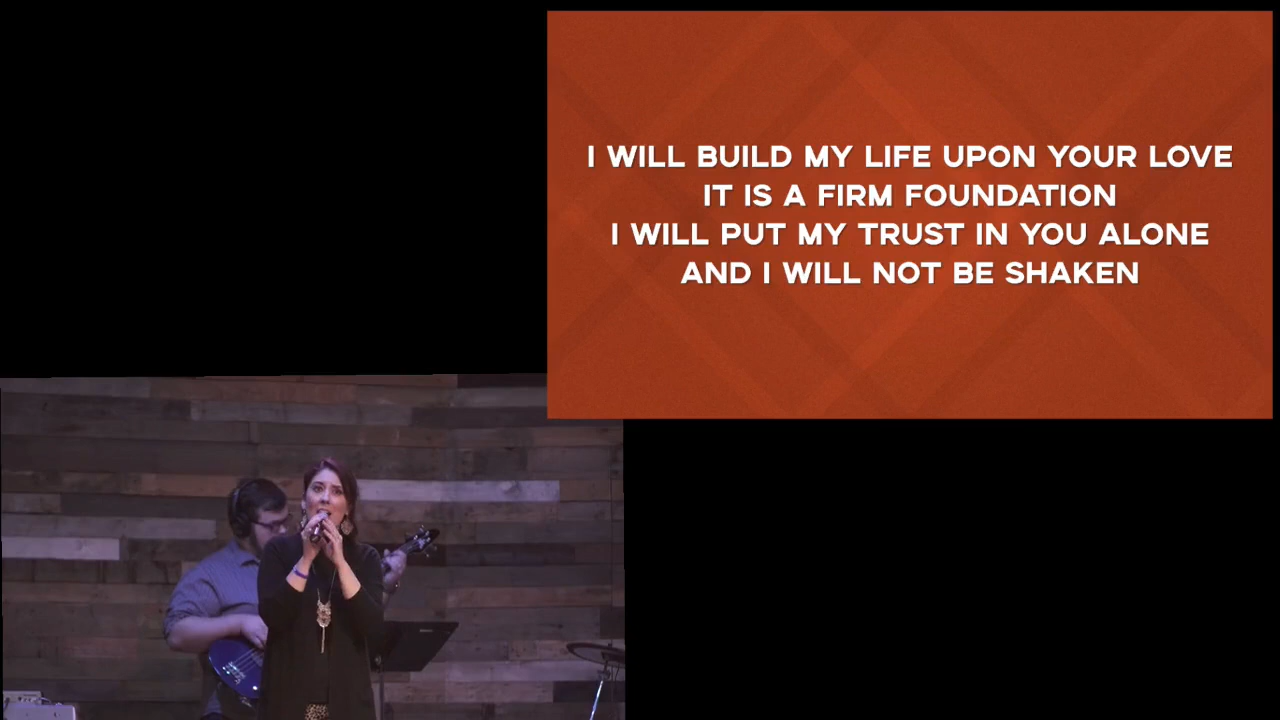 I WILL BUILD MY LIFE UPON YOUR LOVE
IT IS A FIRM FOUNDATION
I WILL PUT MY TRUST IN YOU ALONE
AND I WILL NOT BE SHAKEN